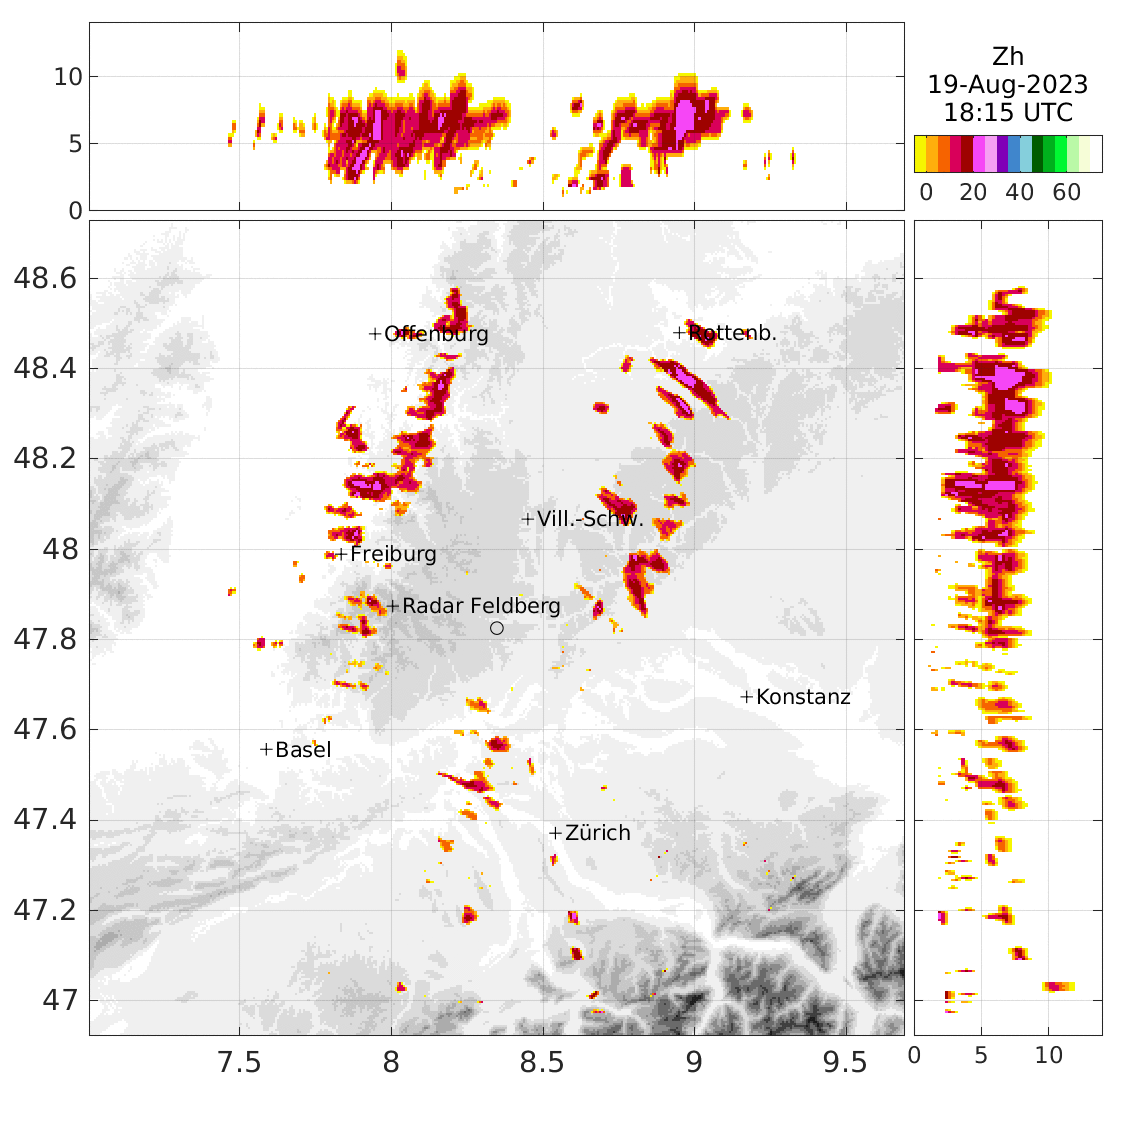 10
5
0
Zh
19-Aug-2023
18:15 UTC
0 20 40 60
48.6
48.4
48.2
48
47.8
47.6
47.4
47.2
47
Offenburg
Rottenb.
Vill.-Schw.
Freiburg
Radar Feldberg
Konstanz
Basel
Zürich
7.5 8 8.5 9 9.5
0 5 10